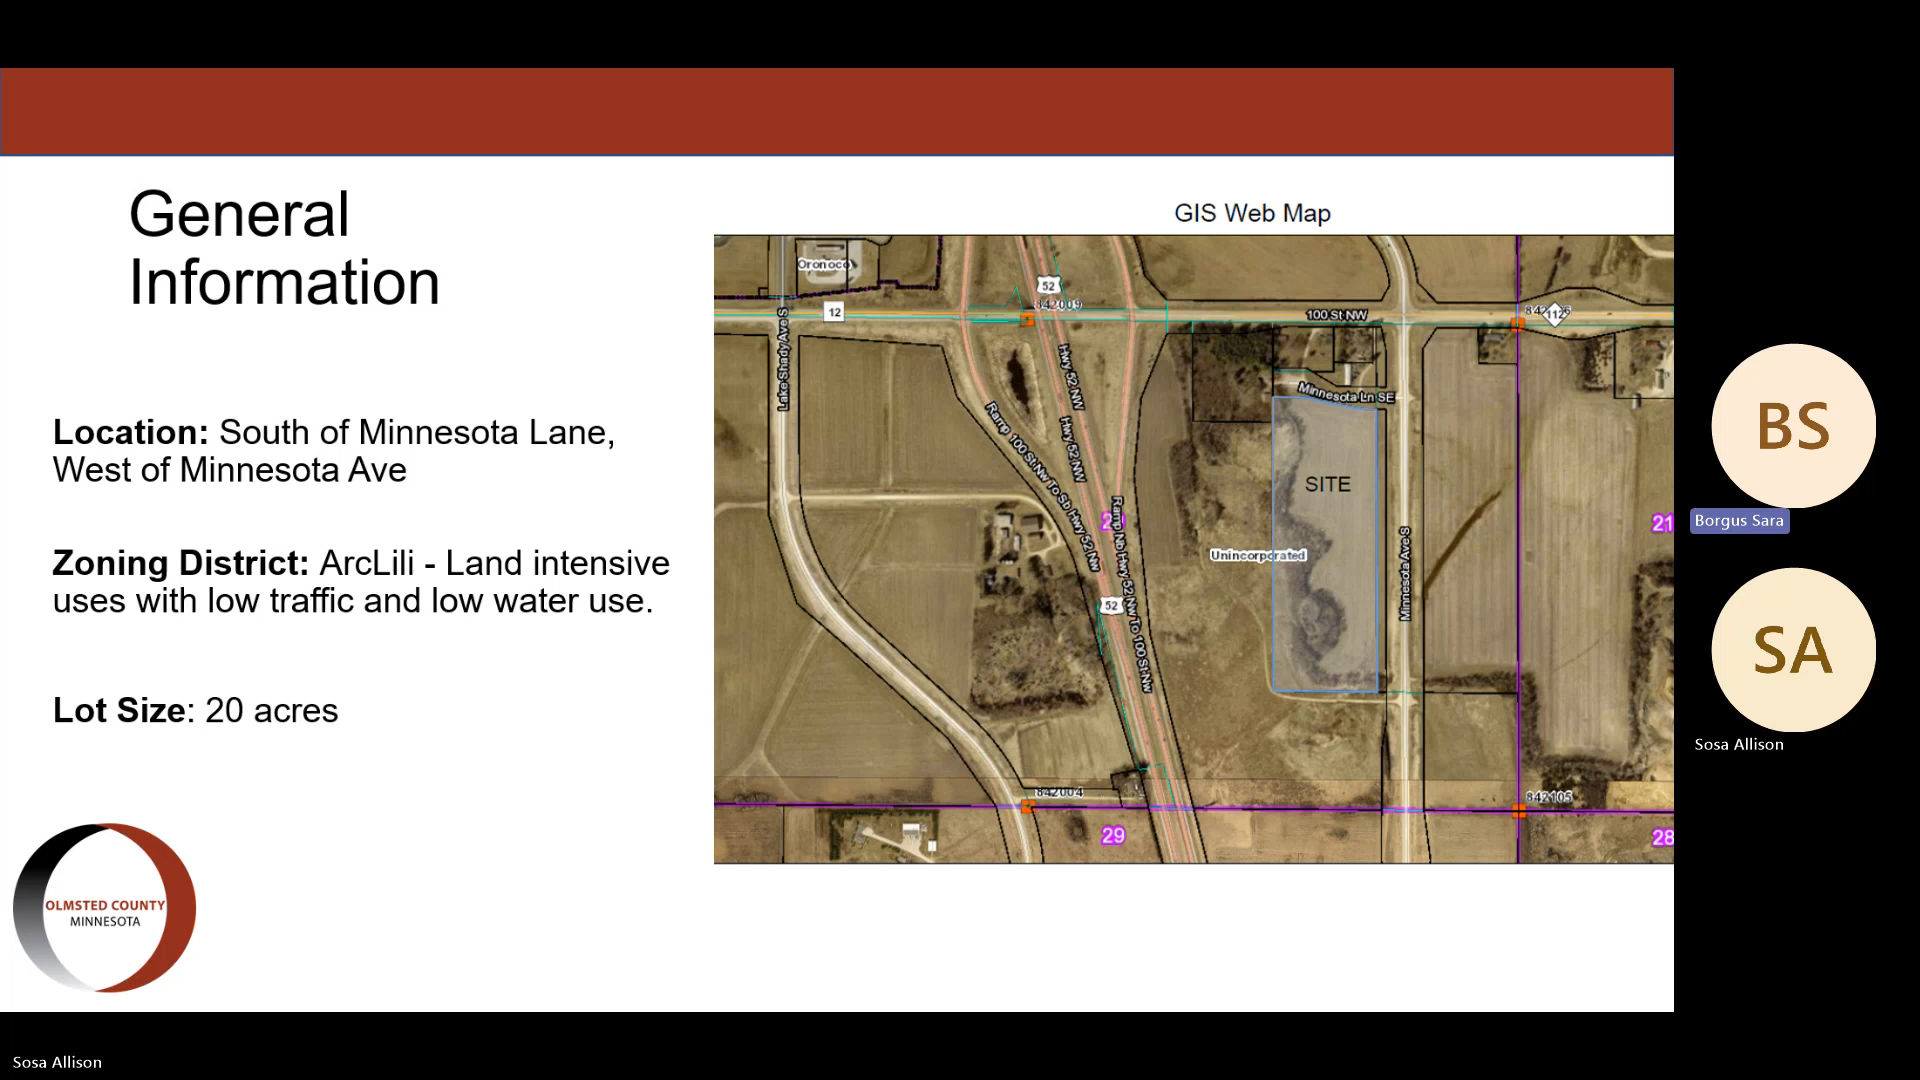 General
Information
Location: South of Minnesota Lane,
West of Minnesota Ave
Zoning District: ArcLili - Land intensive
uses with low traffic and low water use.
Lot Size: 20 acres
OLMSTED COUNTY
MINNESOTA
GIS Web Map
Oronoco
52
842009
12
100 St NW
112
Lake Shady Ave S
Hwy 52 NW
Hwy 52 NW
Minnesota Ln SE
Ramp 100 St Nw To Sb Hwy 52 Nw
SITE
Ramp Nb Hwy 52 Nw To 100 St Nw
21
Unincorporated
Minnesota Ave S
52
842004
842105
29
28
BS
Borgus Sara
SA
Sosa Allison
Sosa Allison